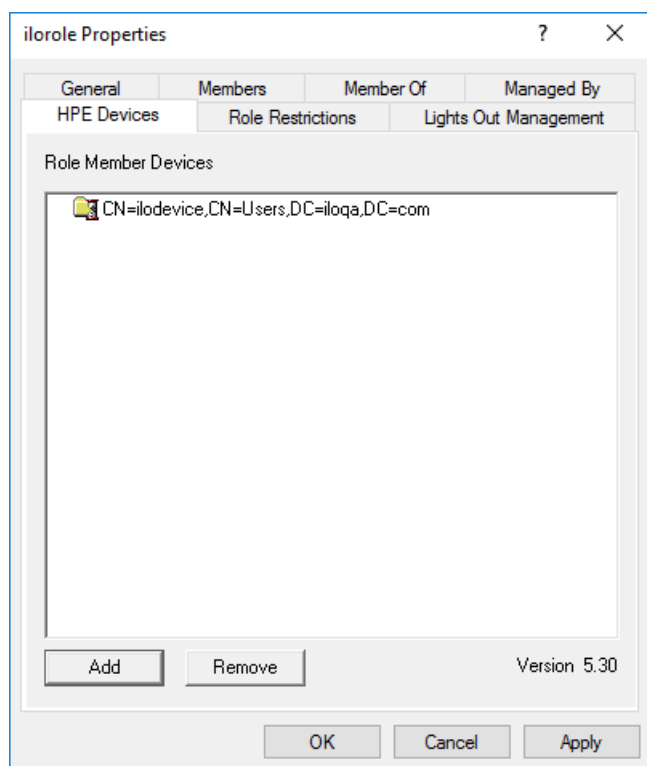 ilorole Properties ? X
General Members Member Of Managed By
HPE Devices Role Restrictions Lights Out Management
Role Member Devices
CN=ilodevice,CN=Users,DC=iloqa,DC=com
Add Remove Version 5.30
OK Cancel Apply